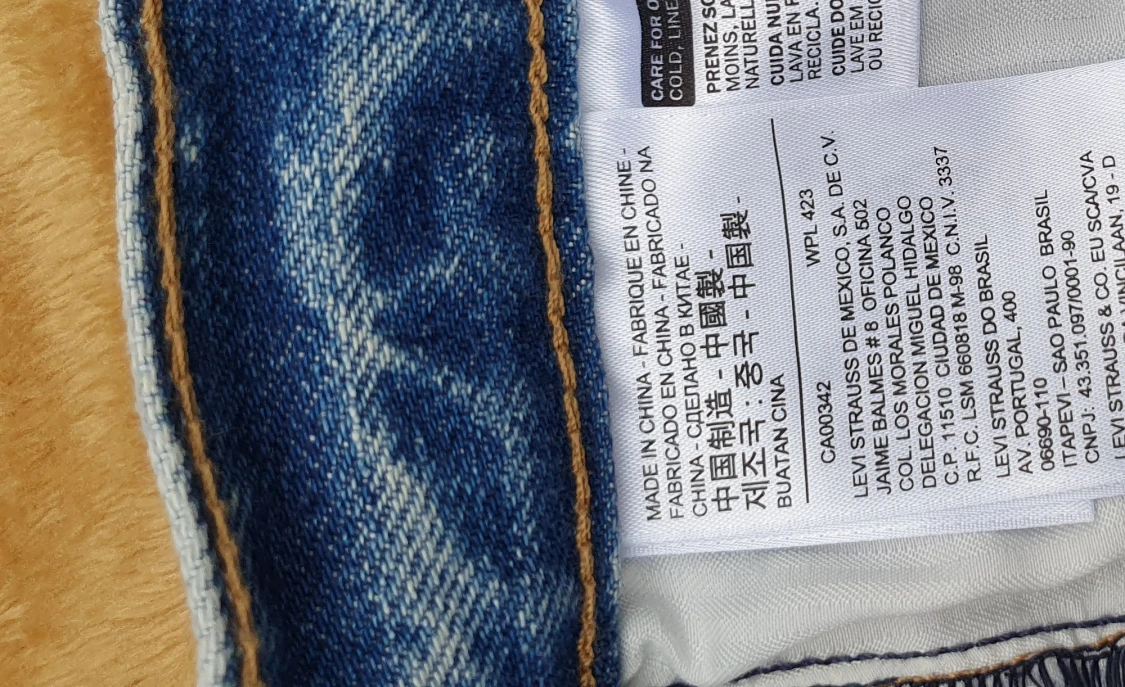 CARE FOR O
COLD, LINE
PRENEZ SO
MOINS, LA
NATURELL
CUIDA NUE
LAVA EN F
RECICLA.
CUIDE DO
LAVE EM
OU RECIC
MADE IN CHINA - FABRIQUE EN CHINE -
FABRICADO EN CHINA - FABRICADO NA
CHINA - СДЕЛАНО В КИТАЕ -
中国制造 - 中國製 -
제조국 : 중국 - 中国製 -
BUATAN CINA
CA00342 WPL 423
LEVI STRAUSS DE MEXICO, S.A. DE C.V.
JAIME BALMES # 8 OFICINA 502
COL. LOS MORALES POLANCO
DELEGACION MIGUEL HIDALGO
C.P. 11510 CIUDAD DE MEXICO
R.F.C. LSM 660818 M-98 C.N.I.V. 3337
LEVI STRAUSS DO BRASIL
AV. PORTUGAL, 400
06690-110
ITAPEVI – SAO PAULO BRASIL
CNPJ. 43.351.097/0001-90
LEVI STRAUSS & CO. EU SCA/CVA
19 - D